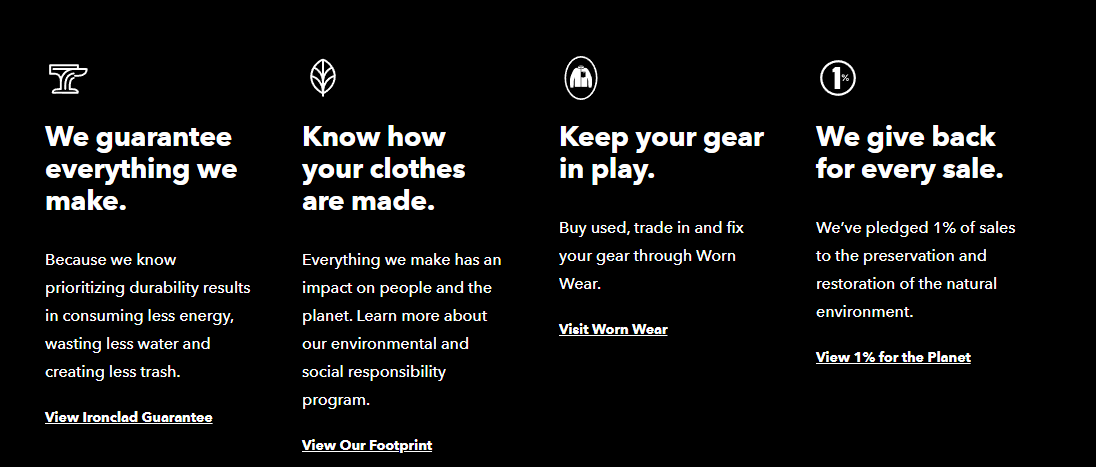 We guarantee
everything we
make.
Because we know
prioritizing durability results
in consuming less energy,
wasting less water and
creating less trash.
View Ironclad Guarantee
Know how
your clothes
are made.
Everything we make has an
impact on people and the
planet. Learn more about
our environmental and
social responsibility
program.
View Our Footprint
Keep your gear
in play.
Buy used, trade in and fix
your gear through Worn
Wear.
Visit Worn Wear
1%
We give back
for every sale.
We’ve pledged 1% of sales
to the preservation and
restoration of the natural
environment.
View 1% for the Planet